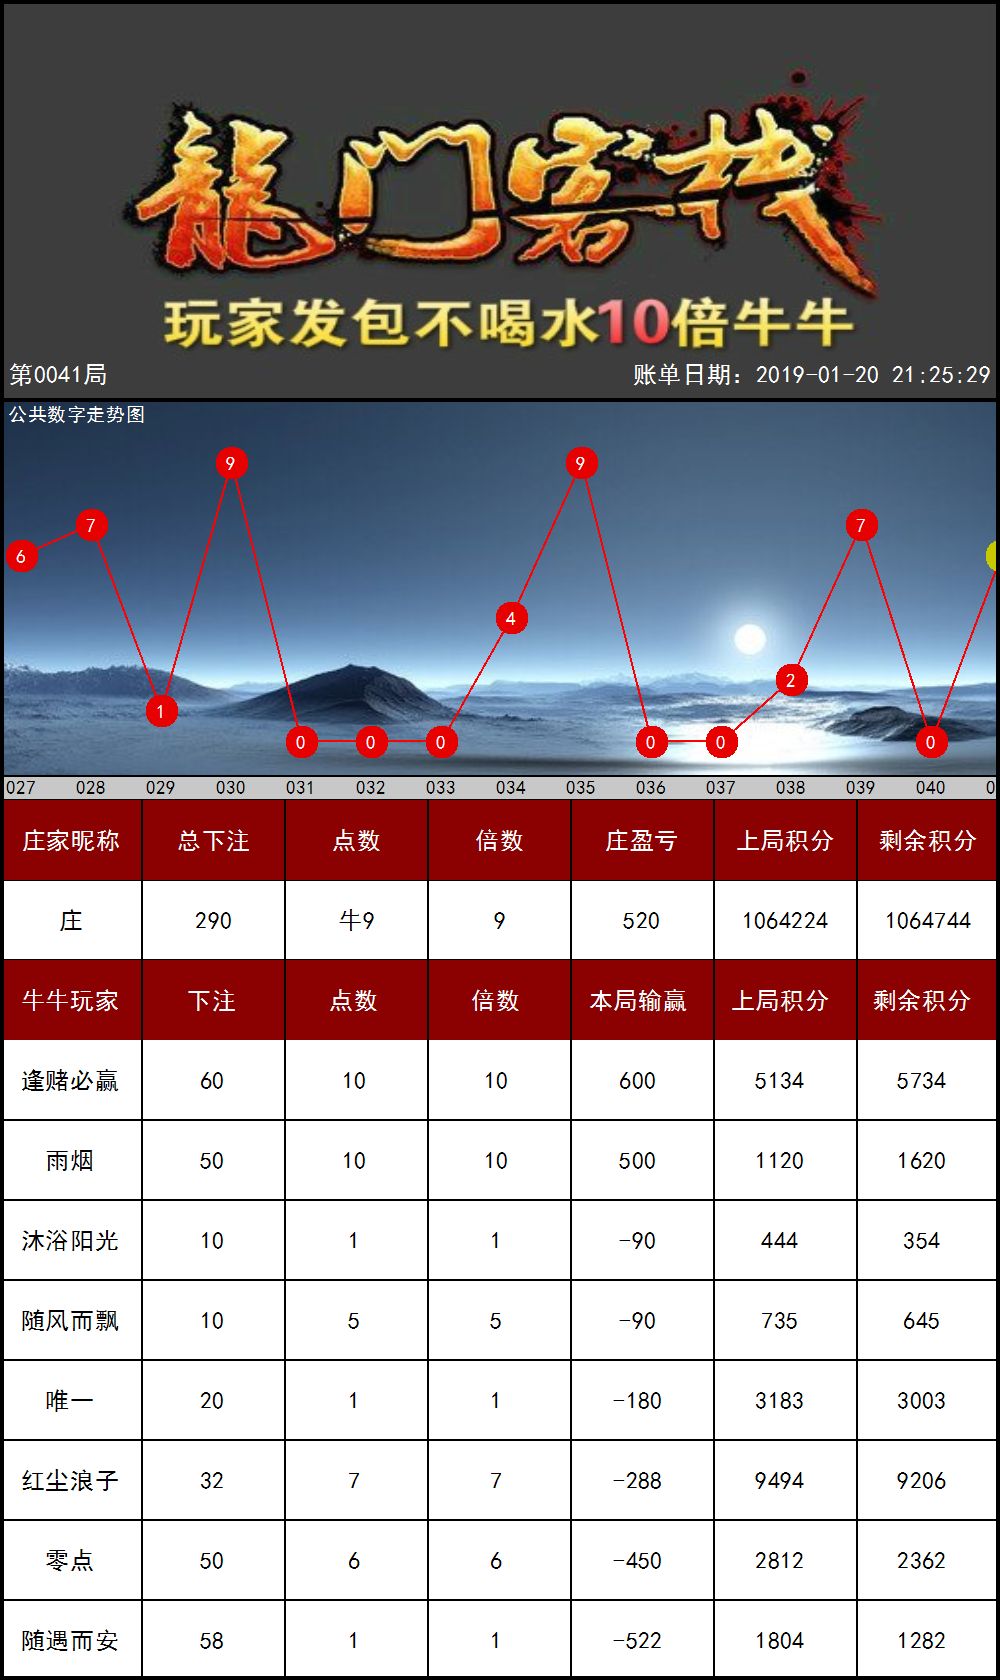 龍门客栈
玩家发包不喝水10倍牛牛
第0041局 账单日期：2019-01-20 21:25:29
公共数字走势图
6 7 1 9 0 0 0 4 9 0 0 2 7 0
027 028 029 030 031 032 033 034 035 036 037 038 039 040 0
庄家昵称 总下注 点数 倍数 庄盈亏 上局积分 剩余积分
庄 290 牛9 9 520 1064224 1064744
牛牛玩家 下注 点数 倍数 本局输赢 上局积分 剩余积分
逢赌必赢 60 10 10 600 5134 5734
雨烟 50 10 10 500 1120 1620
沐浴阳光 10 1 1 -90 444 354
随风而飘 10 5 5 -90 735 645
唯一 20 1 1 -180 3183 3003
红尘浪子 32 7 7 -288 9494 9206
零点 50 6 6 -450 2812 2362
随遇而安 58 1 1 -522 1804 1282